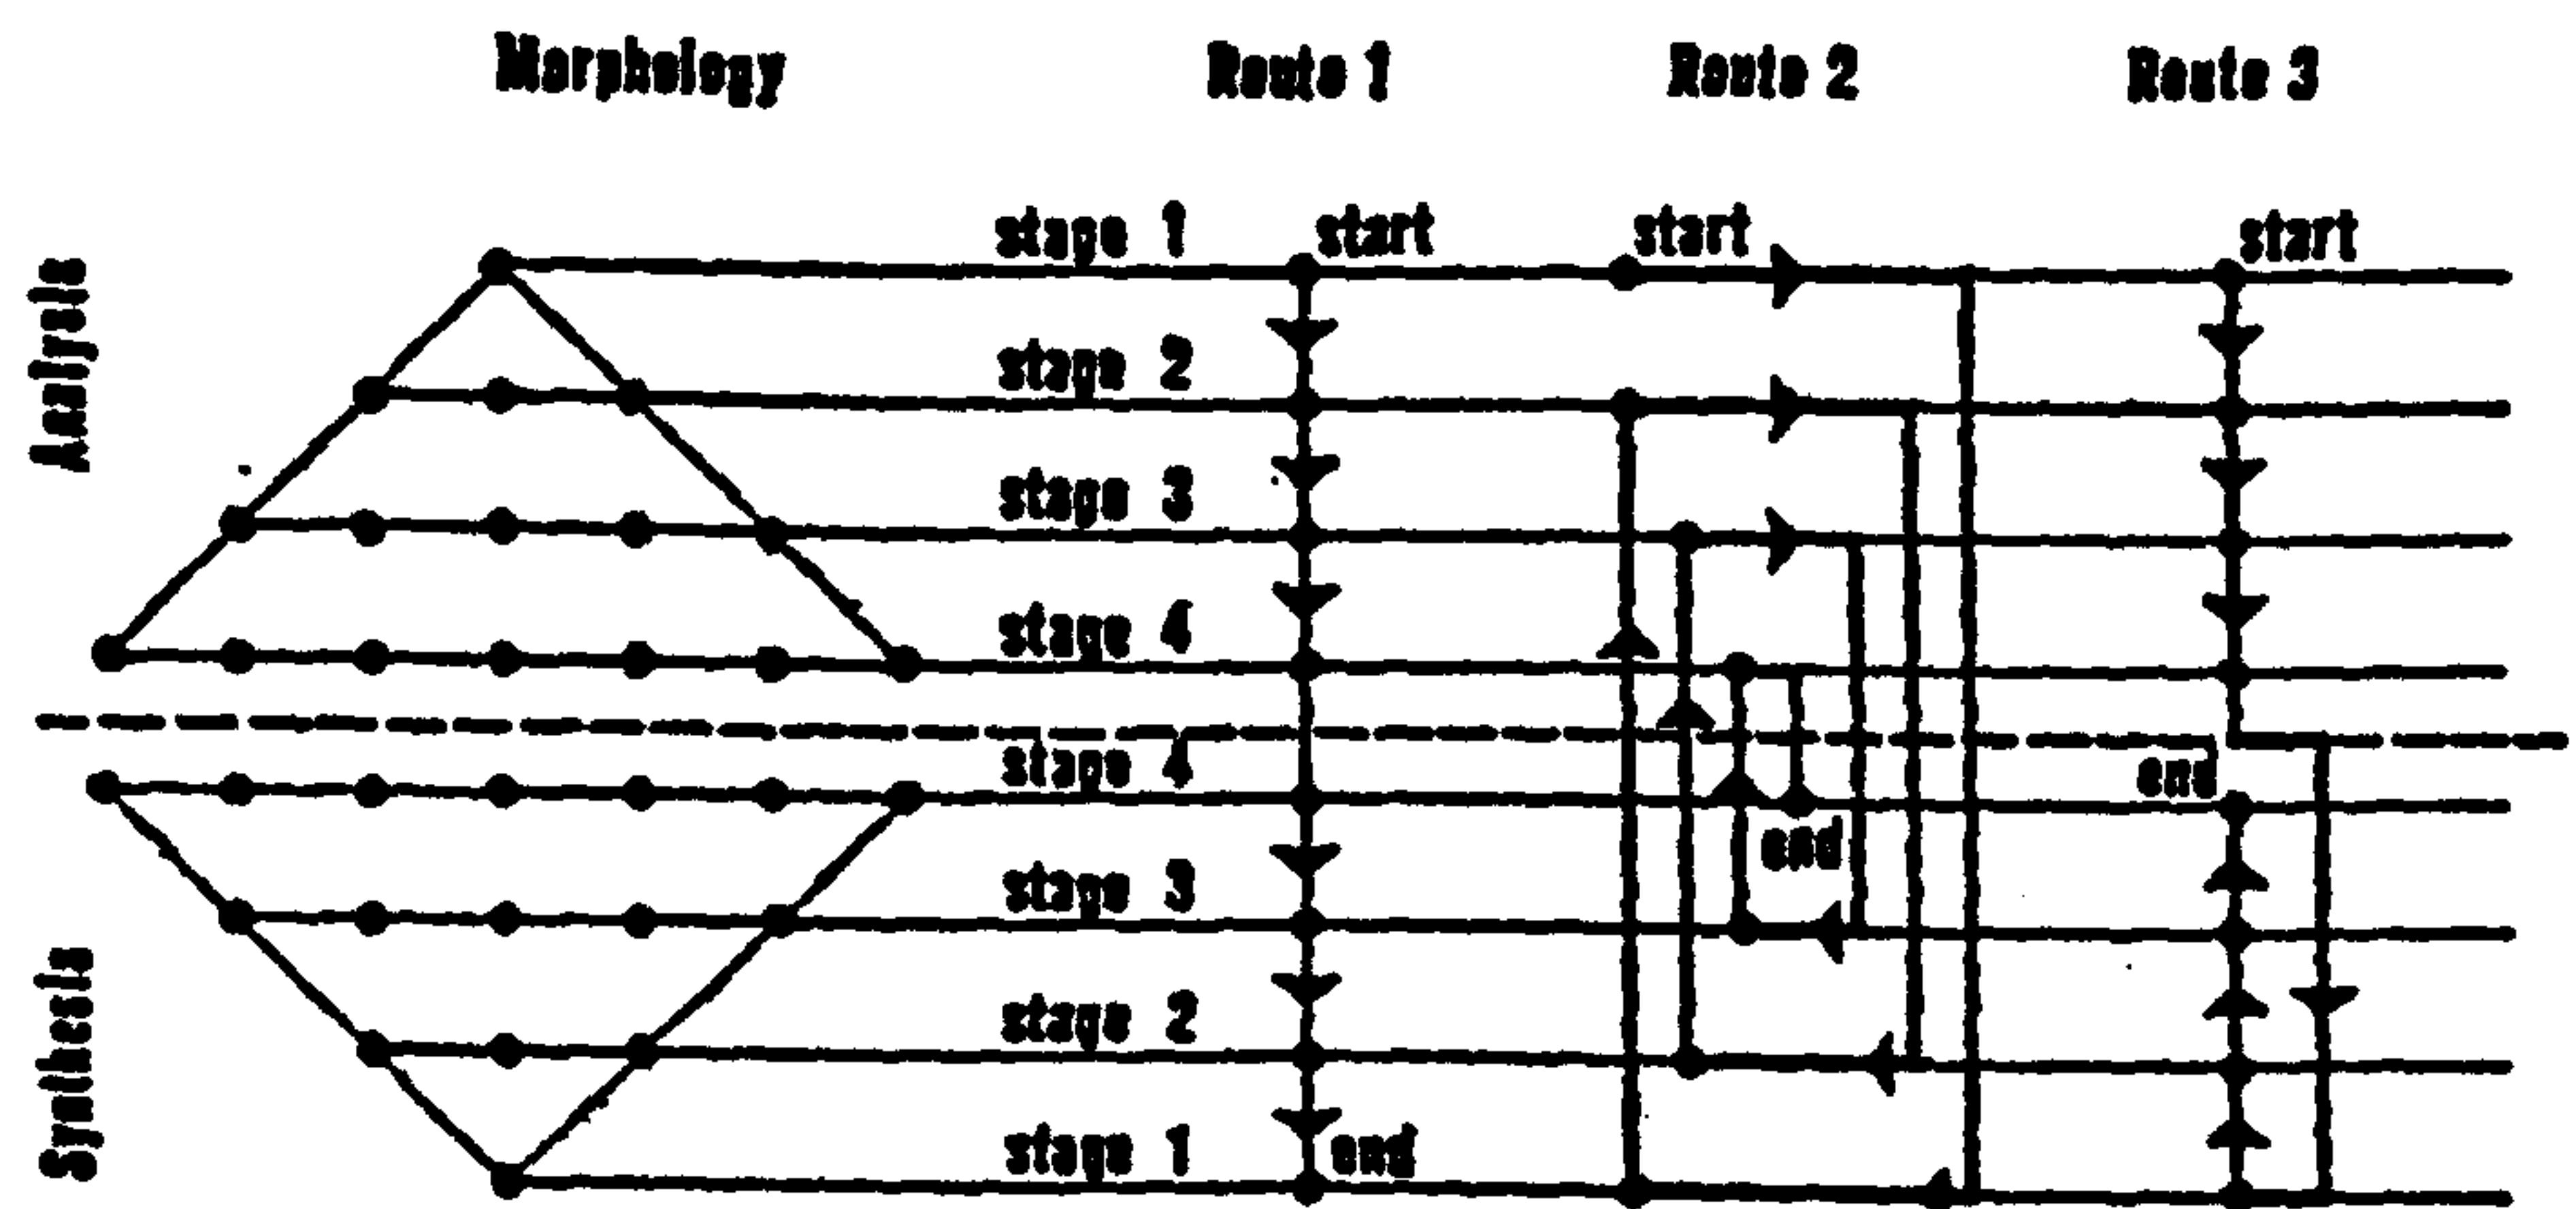 Morphology Route 1 Route 2 Route 3
Analysis
stage 1 start start start
stage 2
stage 3
stage 4
stage 4 end
end
stage 3
stage 2
Synthesis
stage 1 end